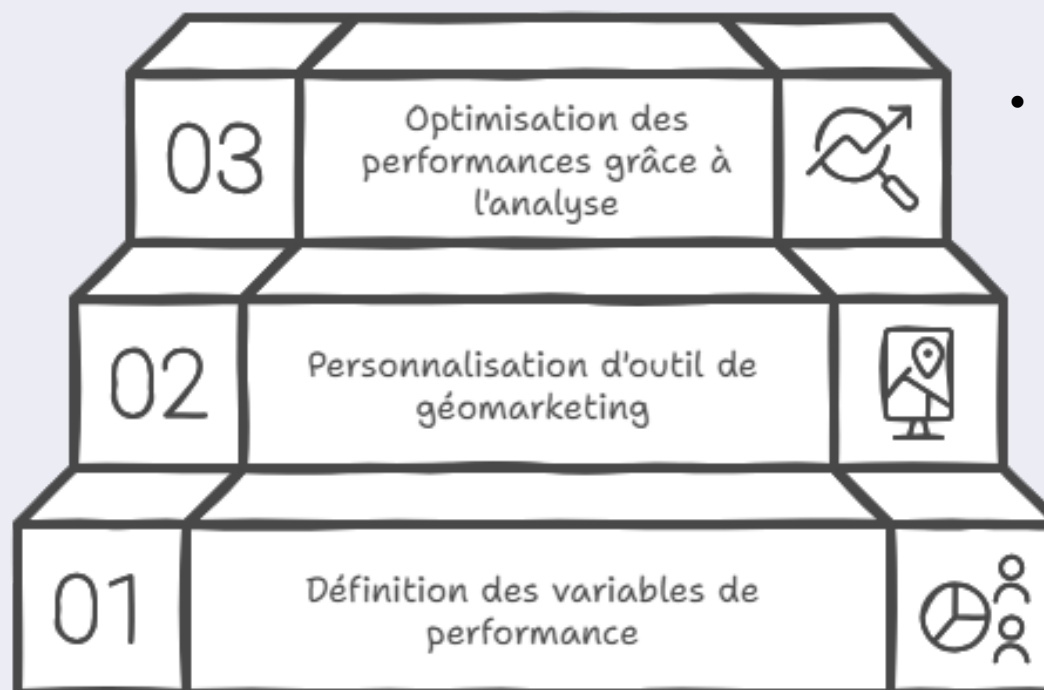 03
Optimisation des
performances grâce à
l'analyse
02
Personnalisation d'outil de
géomarketing
01
Définition des variables de
performance